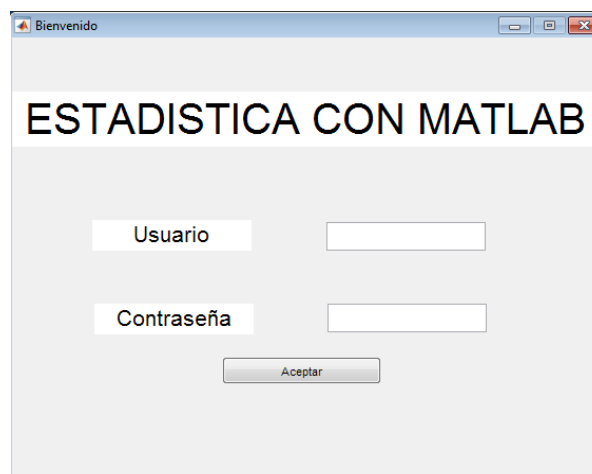 Bienvenido
ESTADISTICA CON MATLAB
Usuario
Contraseña
Aceptar